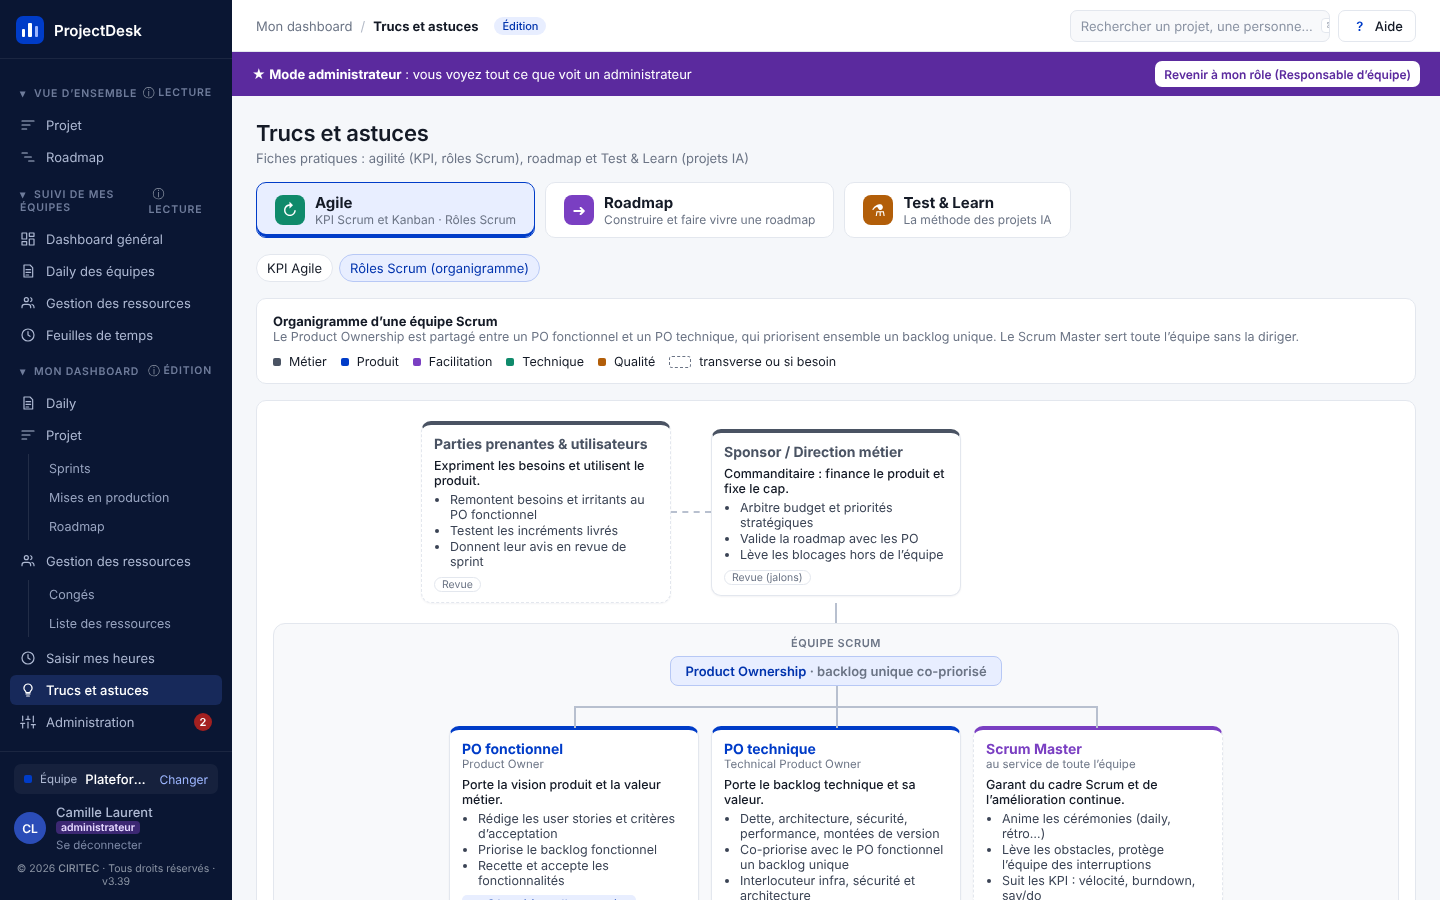 ProjectDesk
VUE D’ENSEMBLE ⓘ LECTURE
Projet
Roadmap
SUIVI DE MES ÉQUIPES ⓘ LECTURE
Dashboard général
Daily des équipes
Gestion des ressources
Feuilles de temps
MON DASHBOARD ⓘ ÉDITION
Daily
Projet
Sprints
Mises en production
Roadmap
Gestion des ressources
Congés
Liste des ressources
Saisir mes heures
Trucs et astuces
Administration 2
Équipe Platefor... Changer
CL
Camille Laurent
administrateur
Se déconnecter
© 2026 CIRITEC · Tous droits réservés ·
v3.39
Mon dashboard / Trucs et astuces Édition
Rechercher un projet, une personne...
? Aide
★ Mode administrateur : vous voyez tout ce que voit un administrateur
Revenir à mon rôle (Responsable d’équipe)
Trucs et astuces
Fiches pratiques : agilité (KPI, rôles Scrum), roadmap et Test & Learn (projets IA)
Agile
KPI Scrum et Kanban · Rôles Scrum
Roadmap
Construire et faire vivre une roadmap
Test & Learn
La méthode des projets IA
KPI Agile
Rôles Scrum (organigramme)
Organigramme d’une équipe Scrum
Le Product Ownership est partagé entre un PO fonctionnel et un PO technique, qui priorisent ensemble un backlog unique. Le Scrum Master sert toute l’équipe sans la diriger.
Métier Produit Facilitation Technique Qualité transverse ou si besoin
Parties prenantes & utilisateurs
Expriment les besoins et utilisent le
produit.
• Remontent besoins et irritants au
PO fonctionnel
• Testent les incréments livrés
• Donnent leur avis en revue de
sprint
Revue
Sponsor / Direction métier
Commanditaire : finance le produit et
fixe le cap.
• Arbitre budget et priorités
stratégiques
• Valide la roadmap avec les PO
• Lève les blocages hors de l’équipe
Revue (jalons)
ÉQUIPE SCRUM
Product Ownership · backlog unique co-priorisé
PO fonctionnel
Product Owner
Porte la vision produit et la valeur
métier.
• Rédige les user stories et critères
d’acceptation
• Priorise le backlog fonctionnel
• Recette et accepte les
fonctionnalités
PO technique
Technical Product Owner
Porte le backlog technique et sa
valeur.
• Dette, architecture, sécurité,
performance, montées de version
• Co-priorise avec le PO fonctionnel
un backlog unique
• Interlocuteur infra, sécurité et
architecture
Scrum Master
au service de toute l’équipe
Garant du cadre Scrum et de
l’amélioration continue.
• Anime les cérémonies (daily,
rétro...)
• Lève les obstacles, protège
l’équipe des interruptions
• Suit les KPI : vélocité, burndown,
say/do